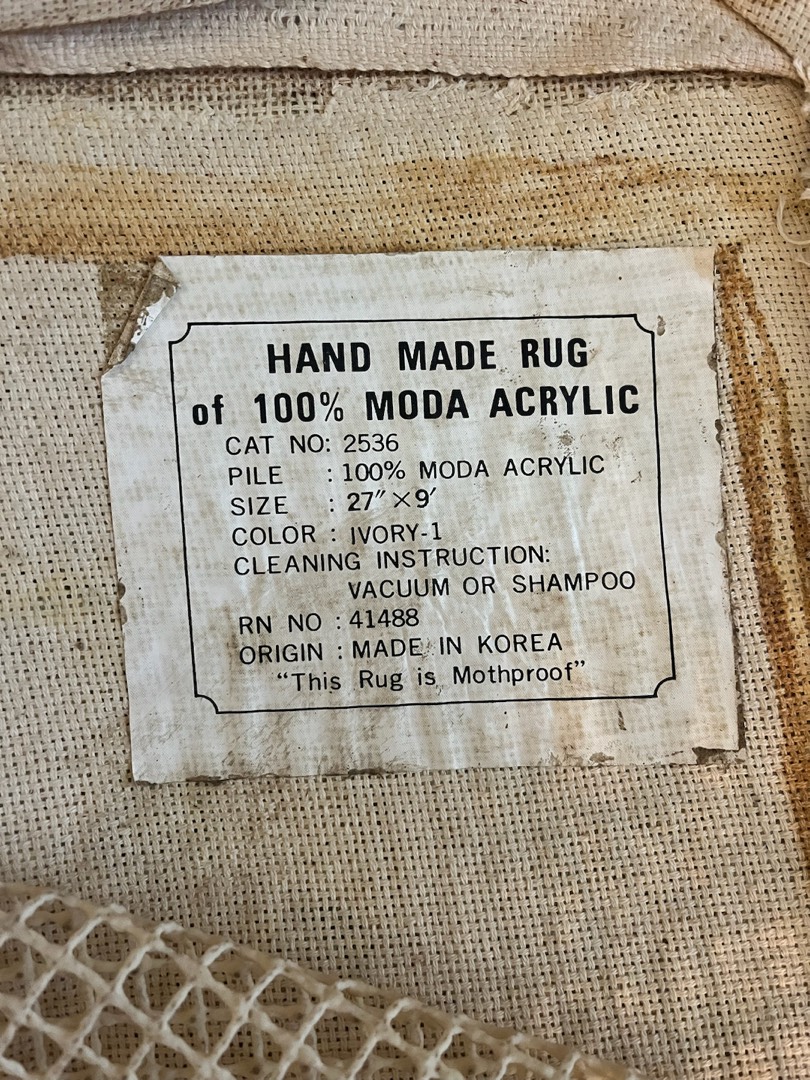 HAND MADE RUG
of 100% MODA ACRYLIC
CAT NO: 2536
PILE : 100% MODA ACRYLIC
SIZE : 27″×9′
COLOR : IVORY-1
CLEANING INSTRUCTION:
VACUUM OR SHAMPOO
RN NO : 41488
ORIGIN : MADE IN KOREA
“This Rug is Mothproof”